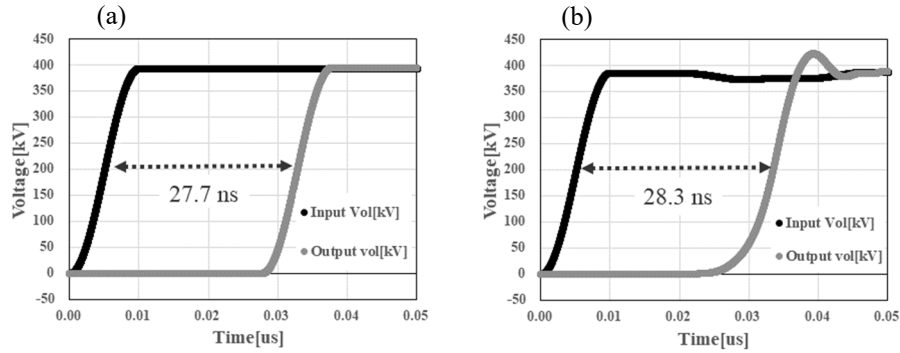 (a)
450
400
350
300
250
200
150
100
50
0
-50
Voltage[kV]
27.7 ns
Input Vol[kV]
Output vol[kV]
0.00 0.01 0.02 0.03 0.04 0.05
Time[us]
(b)
450
400
350
300
250
200
150
100
50
0
-50
Voltage[kV]
28.3 ns
Input Vol[kV]
Output vol[kV]
0.00 0.01 0.02 0.03 0.04 0.05
Time[us]